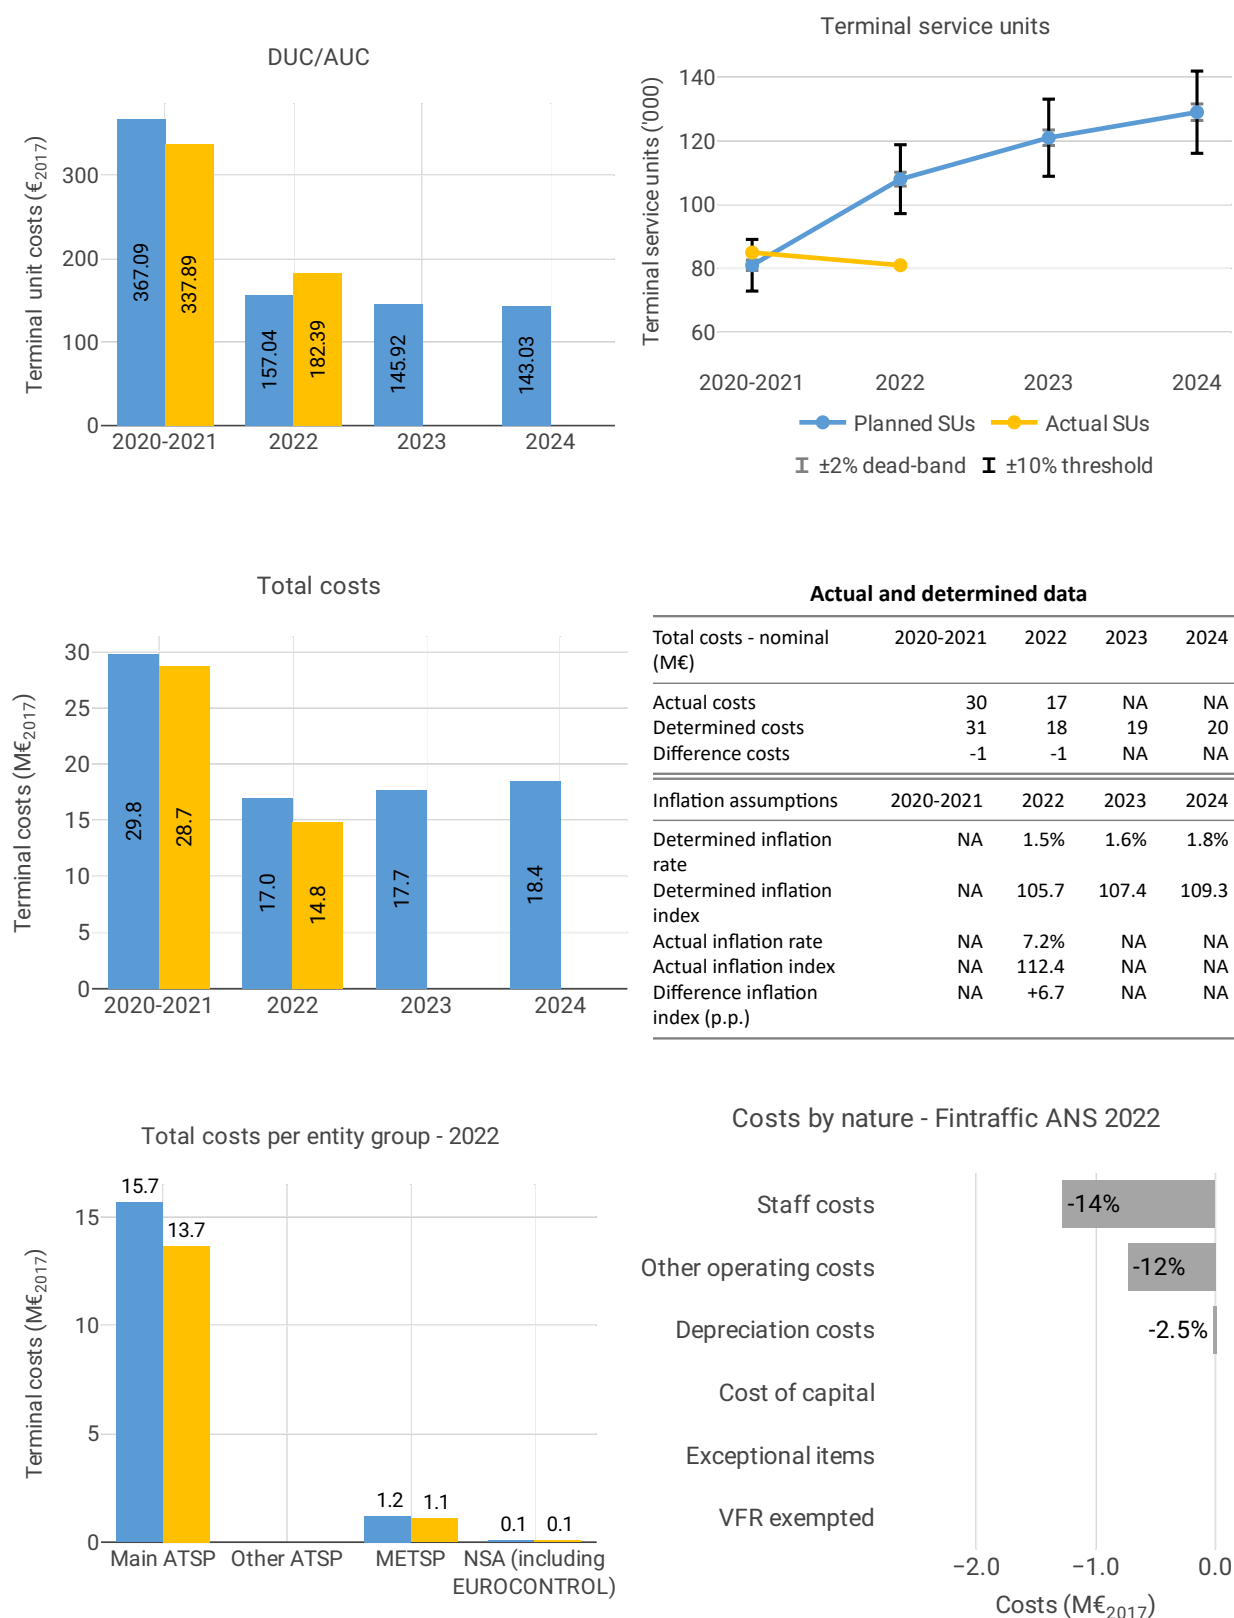 DUC/AUC
Terminal unit costs (€2017)
300
200
100
0
367.09
337.89
157.04
182.39
145.92
143.03
2020-2021
2022
2023
2024
Terminal service units
Terminal service units ('000)
140
120
100
80
60
2020-2021
2022
2023
2024
Planned SUs
Actual SUs
±2% dead-band
±10% threshold
Total costs
Terminal costs (M€2017)
30
25
20
15
10
5
0
29.8
28.7
17.0
14.8
17.7
18.4
2020-2021
2022
2023
2024
Actual and determined data
Total costs - nominal 2020-2021 2022 2023 2024
(M€)
Actual costs 30 17 NA NA
Determined costs 31 18 19 20
Difference costs -1 -1 NA NA
Inflation assumptions 2020-2021 2022 2023 2024
Determined inflation NA 1.5% 1.6% 1.8%
rate
Determined inflation NA 105.7 107.4 109.3
index
Actual inflation rate NA 7.2% NA NA
Actual inflation index NA 112.4 NA NA
Difference inflation NA +6.7 NA NA
index (p.p.)
Total costs per entity group - 2022
Terminal costs (M€2017)
15
10
5
0
15.7
13.7
1.2
1.1
0.1
0.1
Main ATSP
Other ATSP
METSP
NSA (including
EUROCONTROL)
Costs by nature - Fintraffic ANS 2022
Staff costs
-14%
Other operating costs
-12%
Depreciation costs
-2.5%
Cost of capital
Exceptional items
VFR exempted
−2.0
−1.0
0.0
Costs (M€2017)